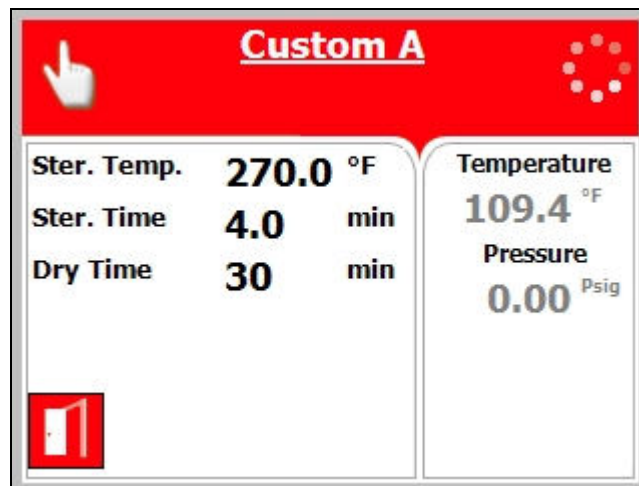 Custom A
Ster. Temp. 270.0 °F
Ster. Time 4.0 min
Dry Time 30 min
Temperature
109.4 °F
Pressure
0.00 Psig